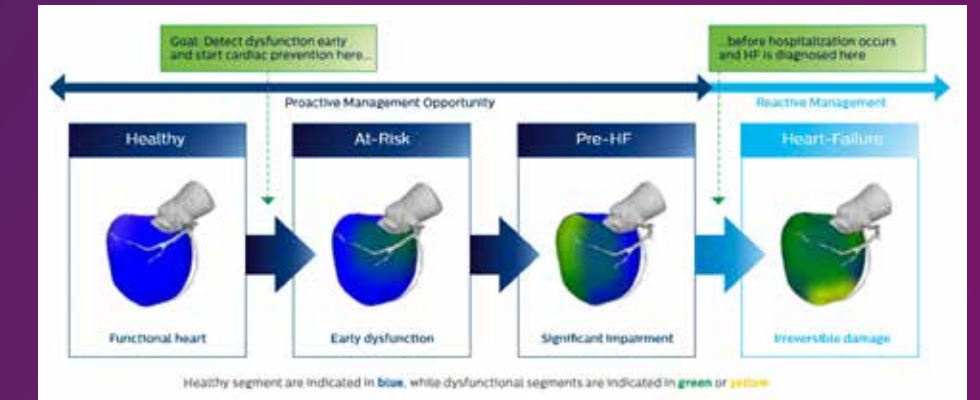 Goal: Detect dysfunction early
and start cardiac prevention here...
...before hospitalization occurs
and HF is diagnosed here
Proactive Management Opportunity
Reactive Management
Healthy
At-Risk
Pre-HF
Heart-Failure
Functional heart
Early dysfunction
Significant Impairment
Irreversible damage
Healthy segment are indicated in blue, while dysfunctional segments are indicated in green or yellow